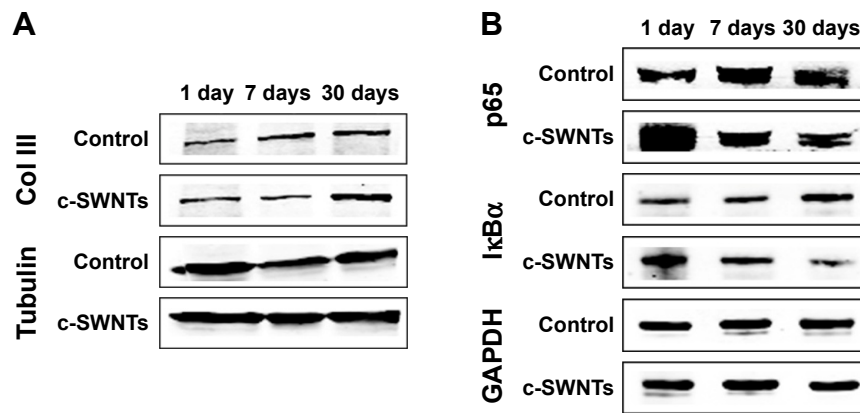 A
1 day 7 days 30 days
Col III
Control
c-SWNTs
Tubulin
Control
c-SWNTs
B
1 day 7 days 30 days
p65
Control
c-SWNTs
IκBα
Control
c-SWNTs
GAPDH
Control
c-SWNTs